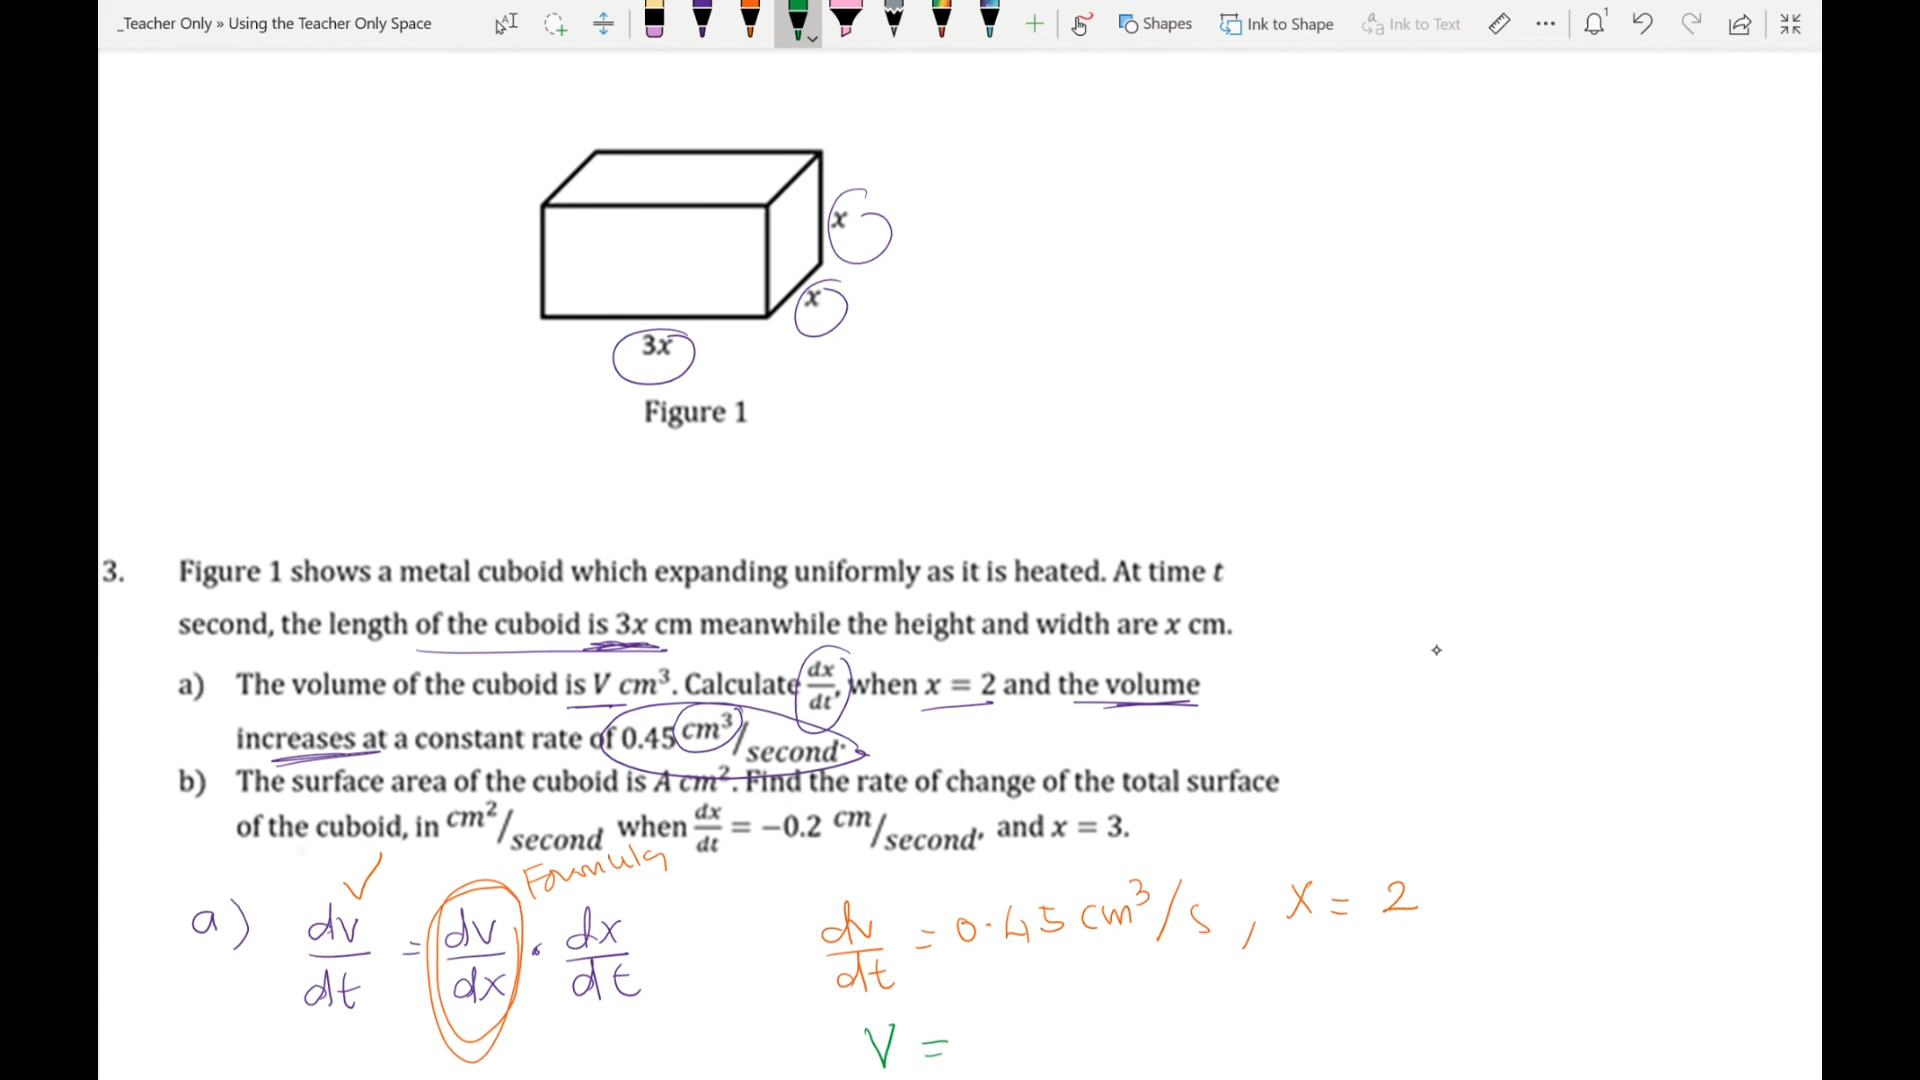 _Teacher Only » Using the Teacher Only Space
Shapes Ink to Shape Ink to Text 1
x
x
3x
Figure 1
3. Figure 1 shows a metal cuboid which expanding uniformly as it is heated. At time t
second, the length of the cuboid is 3x cm meanwhile the height and width are x cm.
a) The volume of the cuboid is V cm³. Calculate dx/dt, when x = 2 and the volume
increases at a constant rate of 0.45 cm³/second.
b) The surface area of the cuboid is A cm². Find the rate of change of the total surface
of the cuboid, in cm²/second when dx/dt = −0.2 cm/second, and x = 3.
Formula
a) dv/dt = dv/dx · dx/dt
dv/dt = 0.45 cm³/s, x = 2
V =